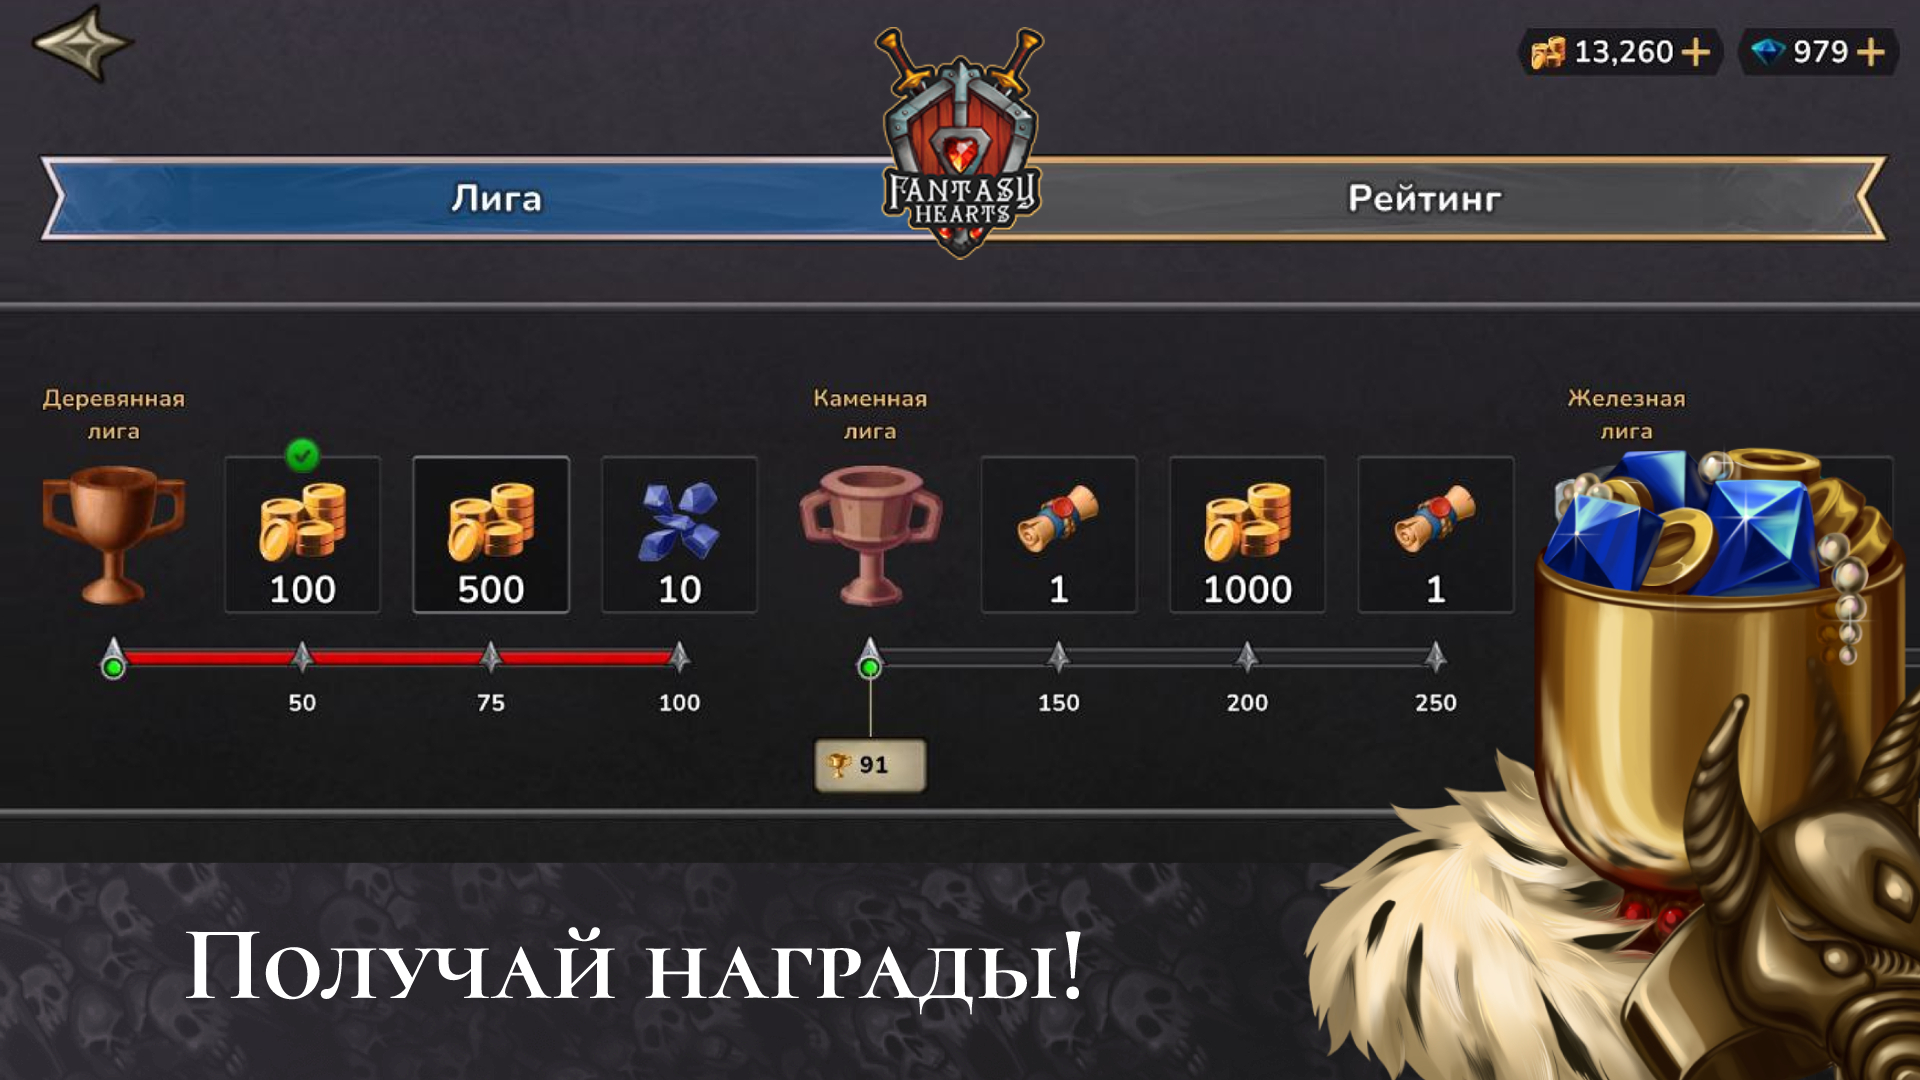 13,260
979
FANTASY
HEARTS
Лига
Рейтинг
Деревянная
лига
Каменная
лига
Железная
лига
100
500
10
1
1000
1
50
75
100
150
200
250
91
Получай награды!